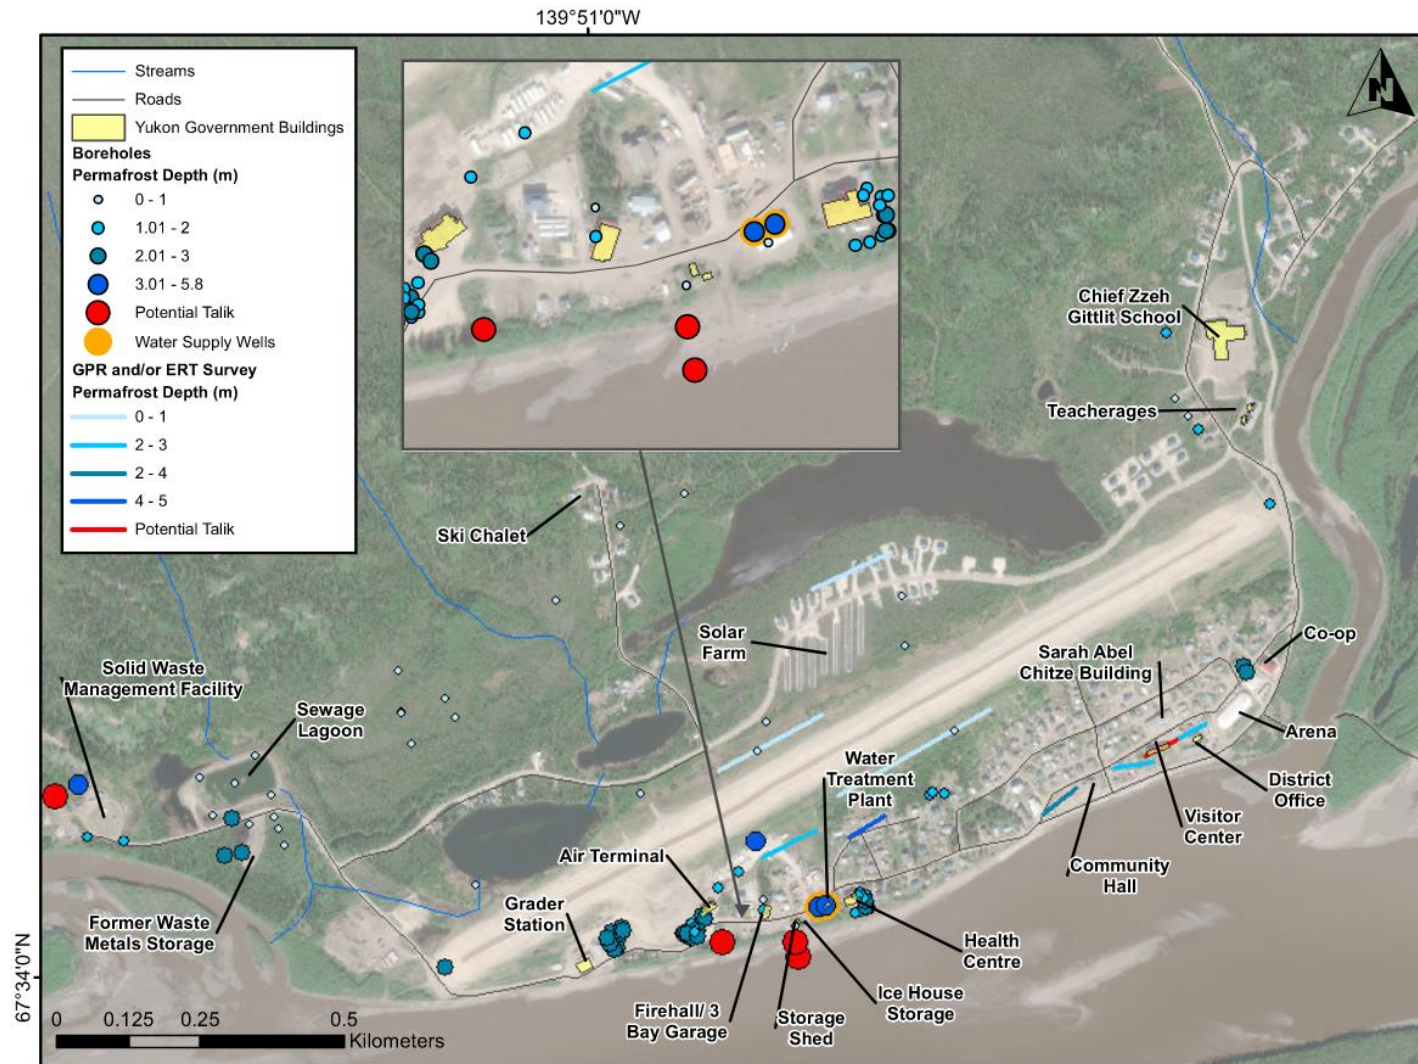 139°51'0"W
Streams
Roads
Yukon Government Buildings
Boreholes
Permafrost Depth (m)
0 - 1
1.01 - 2
2.01 - 3
3.01 - 5.8
Potential Talik
Water Supply Wells
GPR and/or ERT Survey
Permafrost Depth (m)
0 - 1
2 - 3
2 - 4
4 - 5
Potential Talik
N
Chief Zzeh
Gittlit School
Teacherages
Ski Chalet
Solar
Farm
Co-op
Sarah Abel
Chitze Building
Solid Waste
Management Facility
Sewage
Lagoon
Arena
Water
Treatment
Plant
District
Office
Visitor
Center
Air Terminal
Community
Hall
Grader
Station
Former Waste
Metals Storage
Health
Centre
Ice House
Storage
Firehall/ 3
Bay Garage
Storage
Shed
67°34'0"N
0 0.125 0.25 0.5
Kilometers